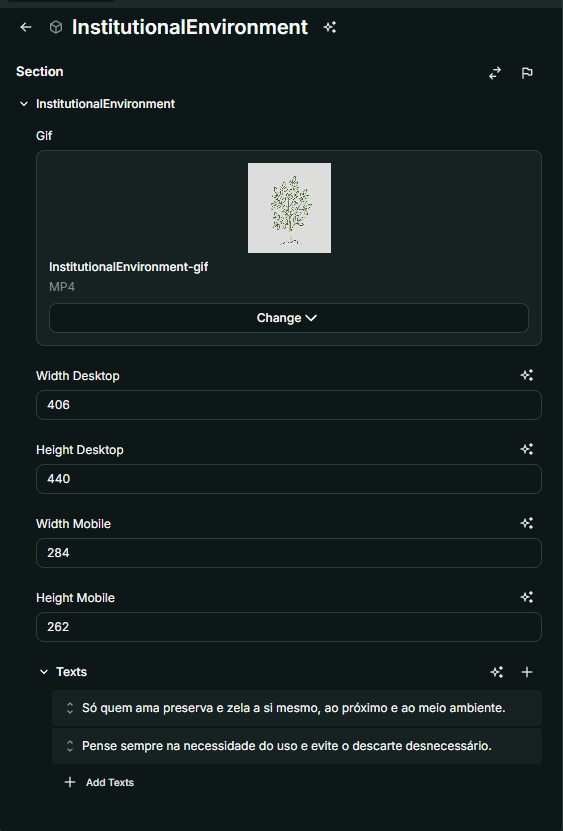 InstitutionalEnvironment
Section
InstitutionalEnvironment
Gif
InstitutionalEnvironment-gif
MP4
Change
Width Desktop
406
Height Desktop
440
Width Mobile
284
Height Mobile
262
Texts
Só quem ama preserva e zela a si mesmo, ao próximo e ao meio ambiente.
Pense sempre na necessidade do uso e evite o descarte desnecessário.
Add Texts